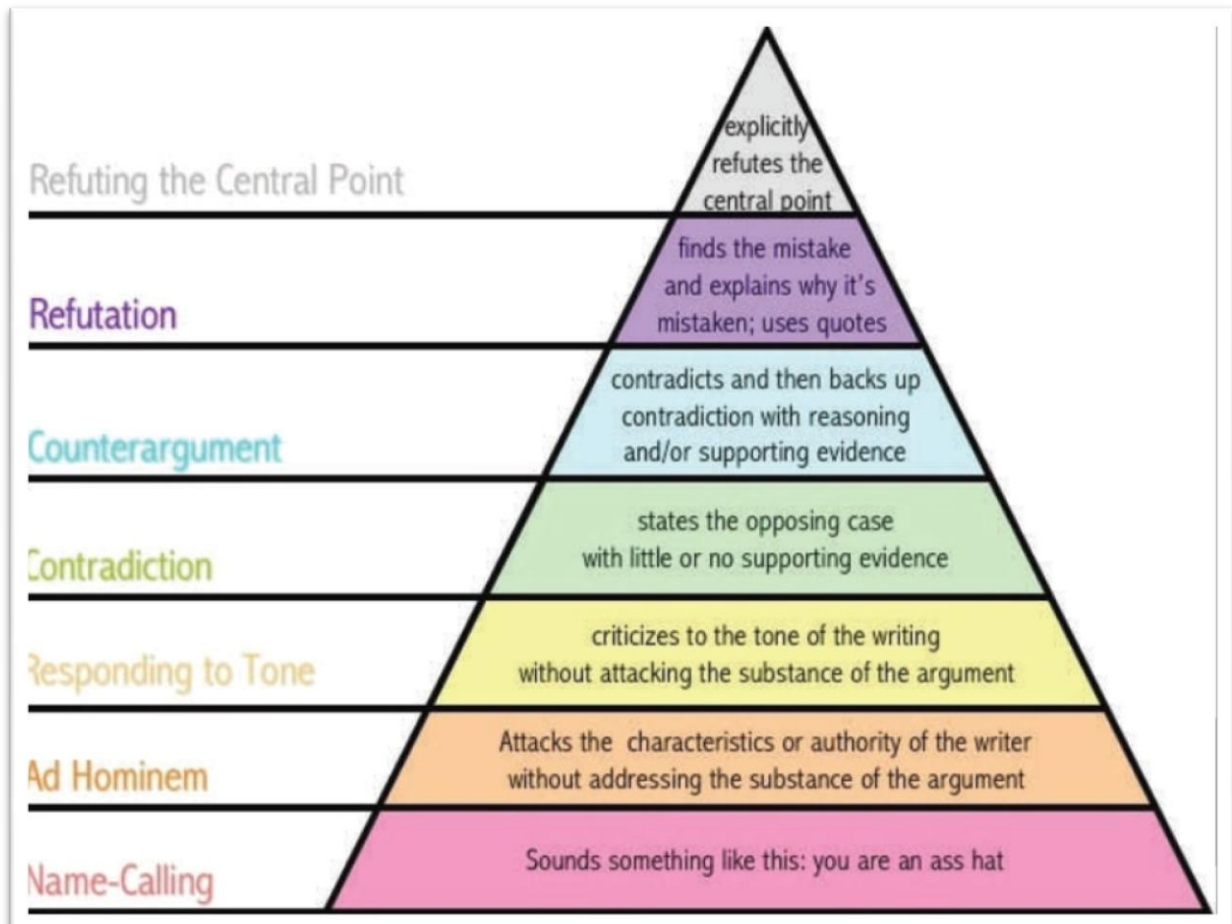 explicitly
refutes the
central point
Refuting the Central Point
finds the mistake
and explains why it's
mistaken; uses quotes
Refutation
contradicts and then backs up
contradiction with reasoning
and/or supporting evidence
Counterargument
states the opposing case
with little or no supporting evidence
Contradiction
criticizes to the tone of the writing
without attacking the substance of the argument
Responding to Tone
Attacks the characteristics or authority of the writer
without addressing the substance of the argument
Ad Hominem
Sounds something like this: you are an ass hat
Name-Calling